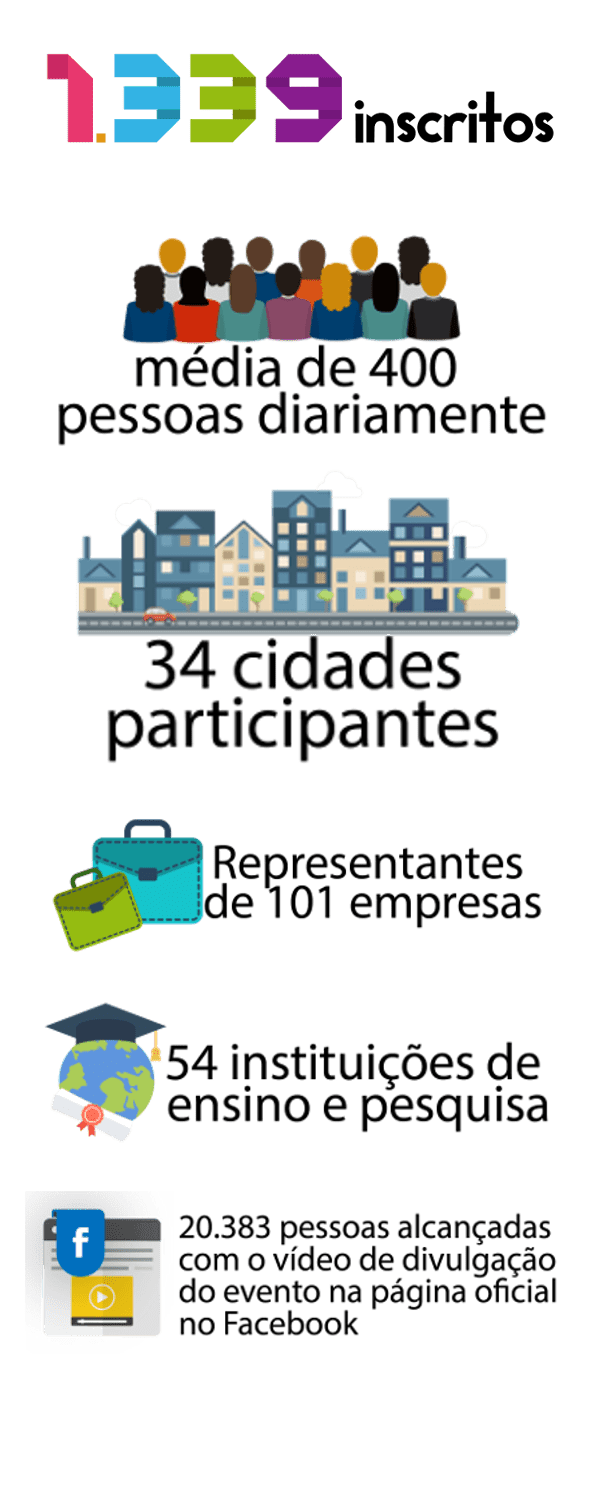 1.339 inscritos
média de 400
pessoas diariamente
34 cidades
participantes
Representantes
de 101 empresas
54 instituições de
ensino e pesquisa
f
20.383 pessoas alcançadas
com o vídeo de divulgação
do evento na página oficial
no Facebook